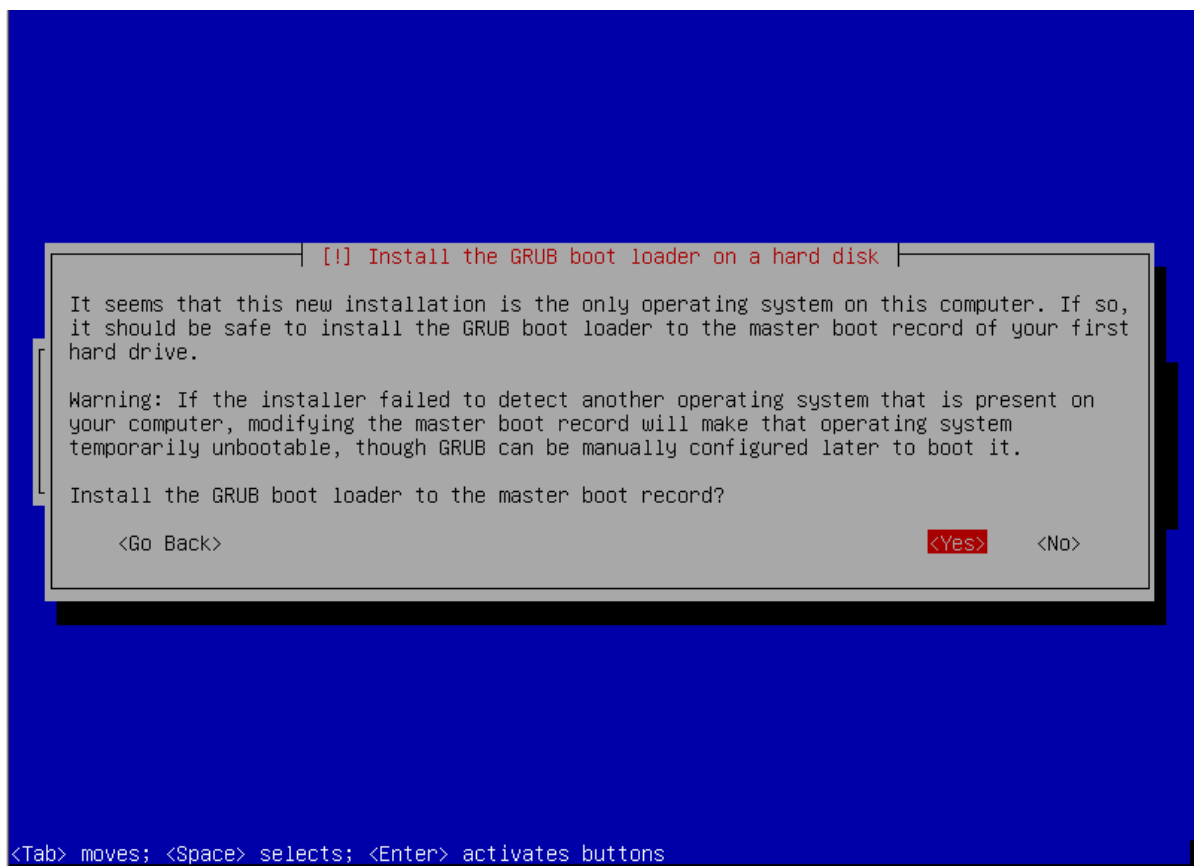 [!] Install the GRUB boot loader on a hard disk
It seems that this new installation is the only operating system on this computer. If so,
it should be safe to install the GRUB boot loader to the master boot record of your first
hard drive.
Warning: If the installer failed to detect another operating system that is present on
your computer, modifying the master boot record will make that operating system
temporarily unbootable, though GRUB can be manually configured later to boot it.
Install the GRUB boot loader to the master boot record?
<Go Back> <Yes> <No>
<Tab> moves; <Space> selects; <Enter> activates buttons